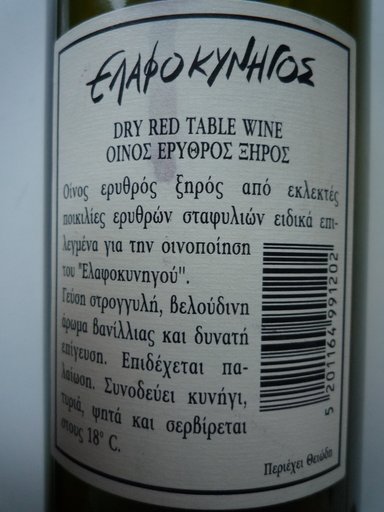 ΕΛΑΦΟΚΥΝΗΓΟΣ
DRY RED TABLE WINE
ΟΙΝΟΣ ΕΡΥΘΡΟΣ ΞΗΡΟΣ
Οίνος ερυθρός ξηρός από εκλεκτές
ποικιλίες ερυθρών σταφυλιών ειδικά επι-
λεγμένα για την οινοποίηση
του "Ελαφοκυνηγού".
Γεύση στρογγυλή, βελούδινη
άρωμα βανίλλιας και δυνατή
επίγευση. Επιδέχεται πα-
λαίωση. Συνοδεύει κυνήγι,
τυριά, ψητά και σερβίρεται
στους 18° C.
5 201164 991202
Περιέχει Θειώδη